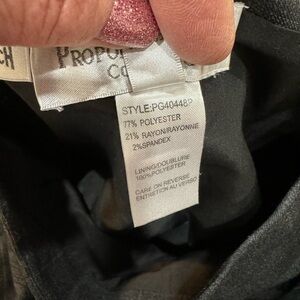 CH
PROPO
CO
STYLE:PG40448P
77% POLYESTER
21% RAYON/RAYONNE
2%SPANDEX
LINING/DOUBLURE
100%POLYESTER
CARE ON REVERSE
ENTRETIEN AU VERSO